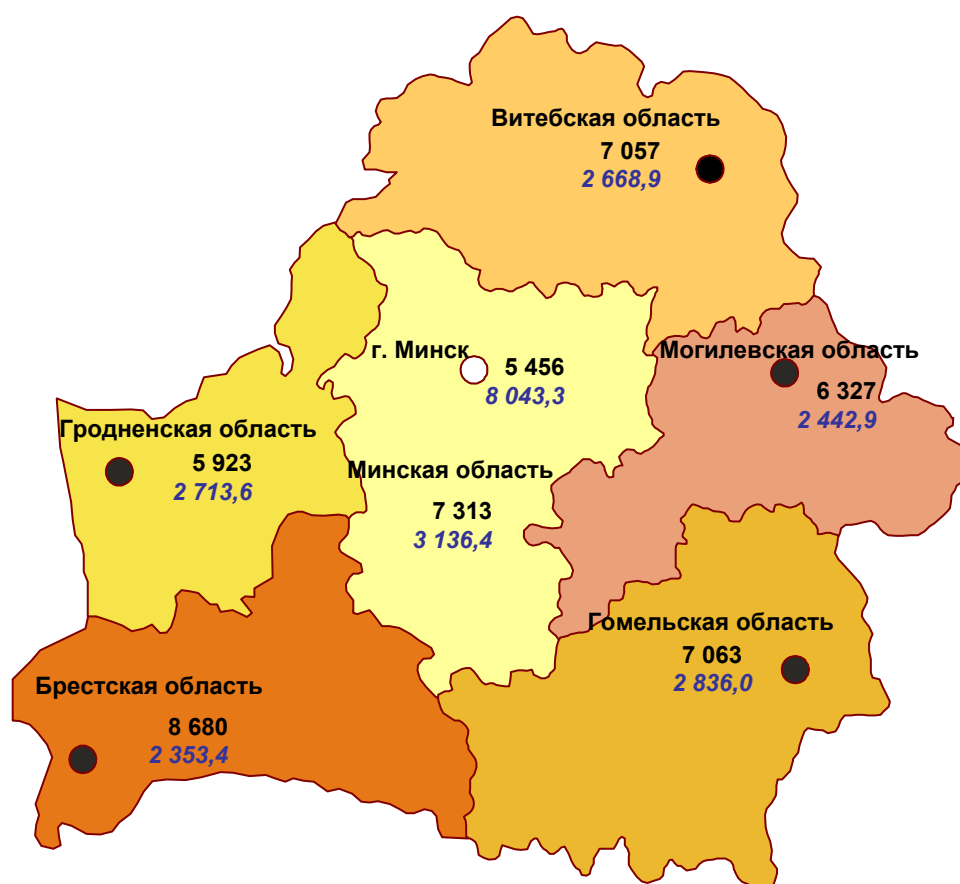 Витебская область
7 057
2 668,9
г. Минск
5 456
8 043,3
Могилевская область
6 327
2 442,9
Гродненская область
5 923
2 713,6
Минская область
7 313
3 136,4
Гомельская область
7 063
2 836,0
Брестская область
8 680
2 353,4